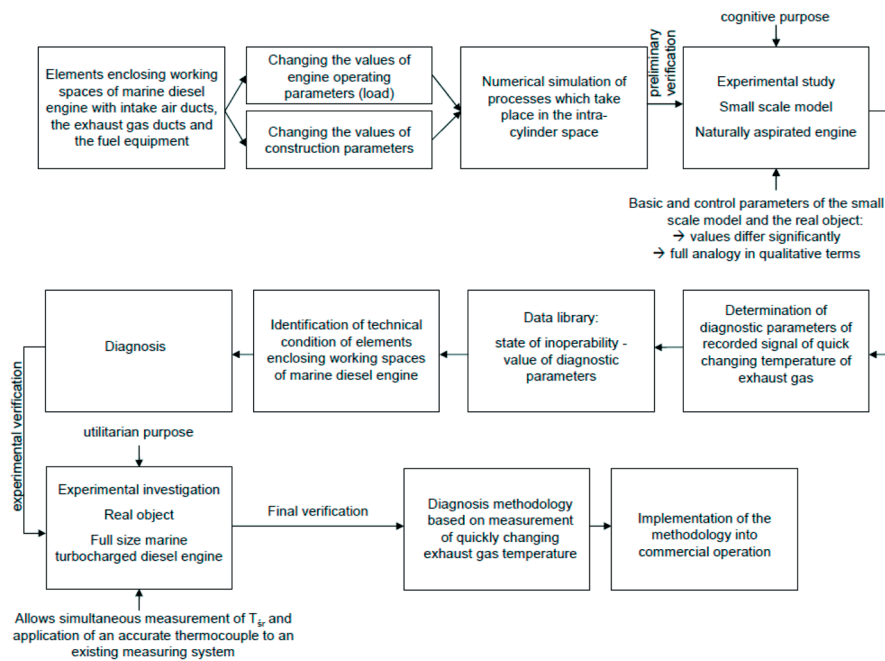 cognitive purpose
Elements enclosing working
spaces of marine diesel
engine with intake air ducts,
the exhaust gas ducts and
the fuel equipment
Changing the values of
engine operating
parameters (load)
Changing the values of
construction parameters
Numerical simulation of
processes which take
place in the intra-
cylinder space
preliminary
verification
Experimental study
Small scale model
Naturally aspirated engine
Basic and control parameters of the small
scale model and the real object:
→ values differ significantly
→ full analogy in qualitative terms
Determination of
diagnostic parameters of
recorded signal of quick
changing temperature of
exhaust gas
Data library:
state of inoperability -
value of diagnostic
parameters
Identification of technical
condition of elements
enclosing working spaces
of marine diesel engine
Diagnosis
experimental verification
utilitarian purpose
Experimental investigation
Real object
Full size marine
turbocharged diesel engine
Allows simultaneous measurement of Tśr and
application of an accurate thermocouple to an
existing measuring system
Final verification
Diagnosis methodology
based on measurement
of quickly changing
exhaust gas temperature
Implementation of the
methodology into
commercial operation